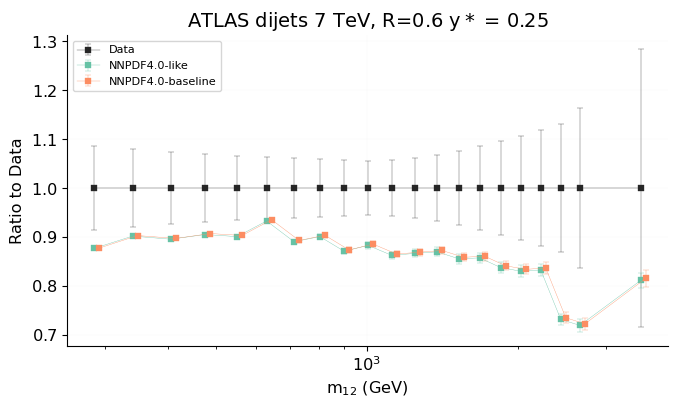 ATLAS dijets 7 TeV, R=0.6 y * = 0.25
1.3
1.2
1.1
1.0
0.9
0.8
0.7
Ratio to Data
Data
NNPDF4.0-like
NNPDF4.0-baseline
10³
m₁₂ (GeV)